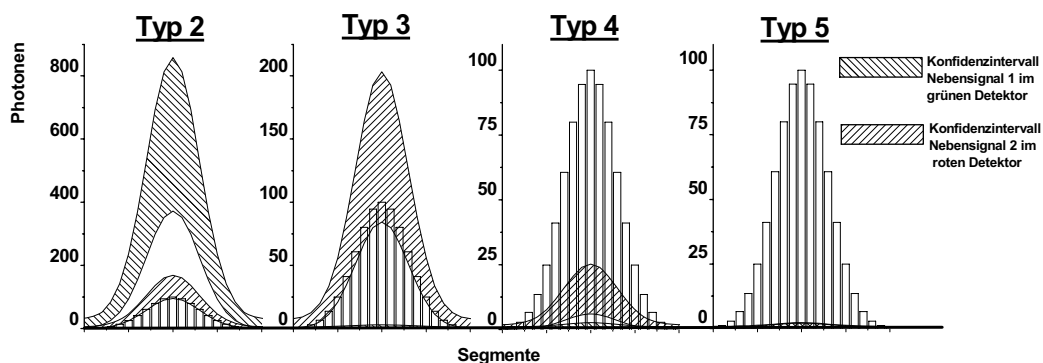 Typ 2 Typ 3 Typ 4 Typ 5
Photonen
800
600
400
200
0
200
150
100
50
0
100
75
50
25
0
100
75
50
25
0
Konfidenzintervall
Nebensignal 1 im
grünen Detektor
Konfidenzintervall
Nebensignal 2 im
roten Detektor
Segmente